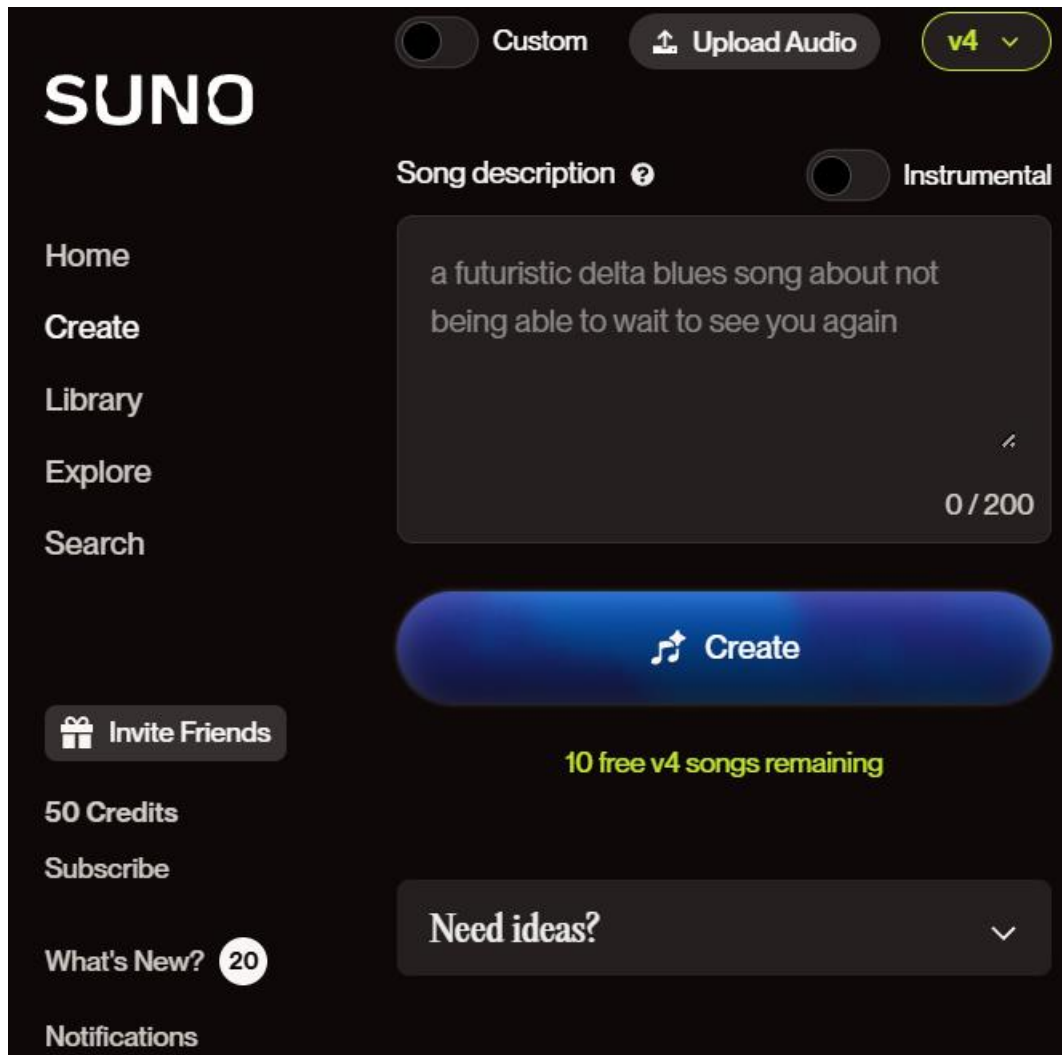 Custom
Upload Audio
v4
SUNO
Song description ?
Instrumental
Home
Create
Library
Explore
Search
a futuristic delta blues song about not
being able to wait to see you again
0 / 200
Create
10 free v4 songs remaining
Invite Friends
50 Credits
Subscribe
What's New? 20
Notifications
Need ideas?